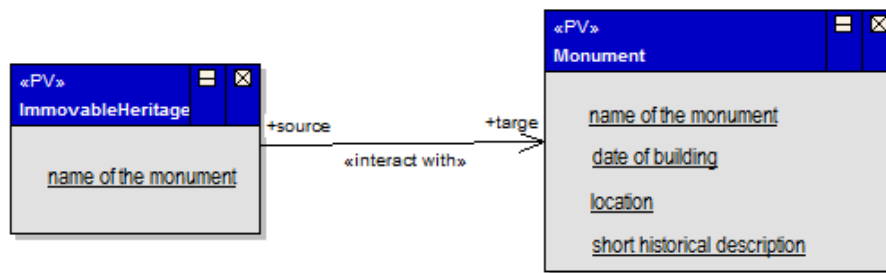 «PV»
ImmovableHeritage
name of the monument
+source
+targe
«interact with»
«PV»
Monument
name of the monument
date of building
location
short historical description